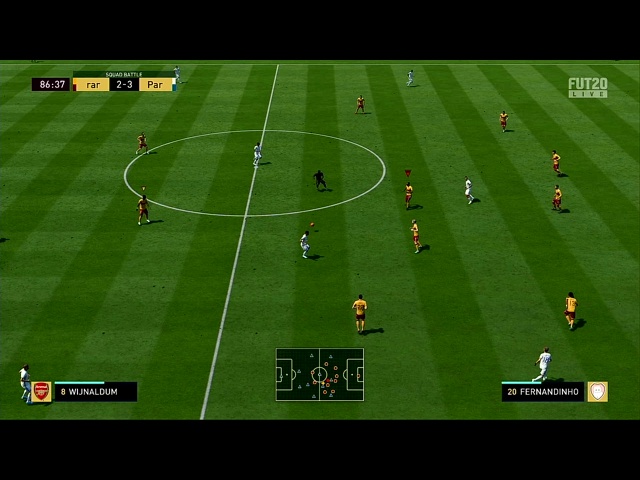 SQUAD BATTLE
86:37 rar 2-3 Par
FUT20
LIVE
8 WIJNALDUM
20 FERNANDINHO